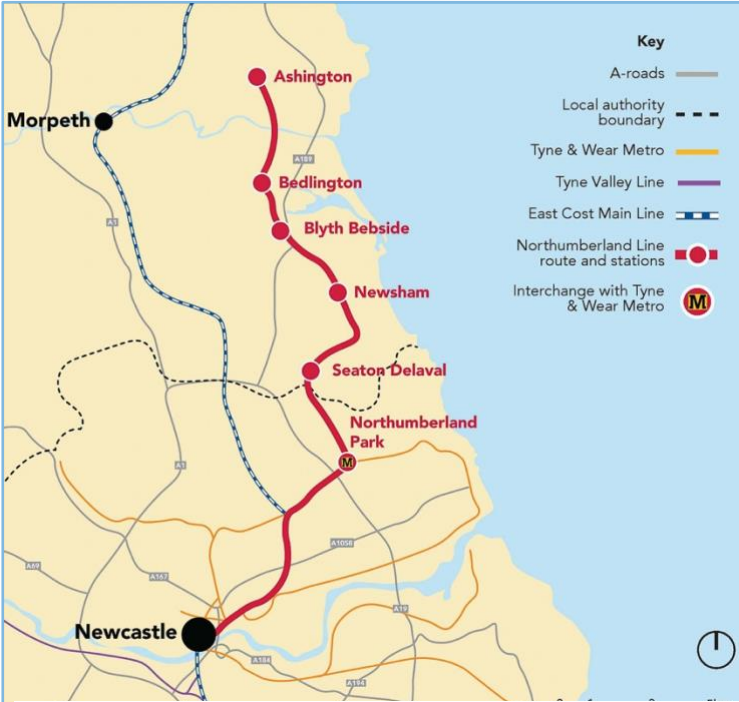 Key
A-roads
Local authority
boundary
Tyne & Wear Metro
Tyne Valley Line
East Cost Main Line
Northumberland Line
route and stations
Interchange with Tyne
& Wear Metro
M
Ashington
Morpeth
A189
Bedlington
A1
Blyth Bebside
Newsham
Seaton Delaval
Northumberland
Park
M
A1
A1058
A69
A167
A19
Newcastle
A184
A194